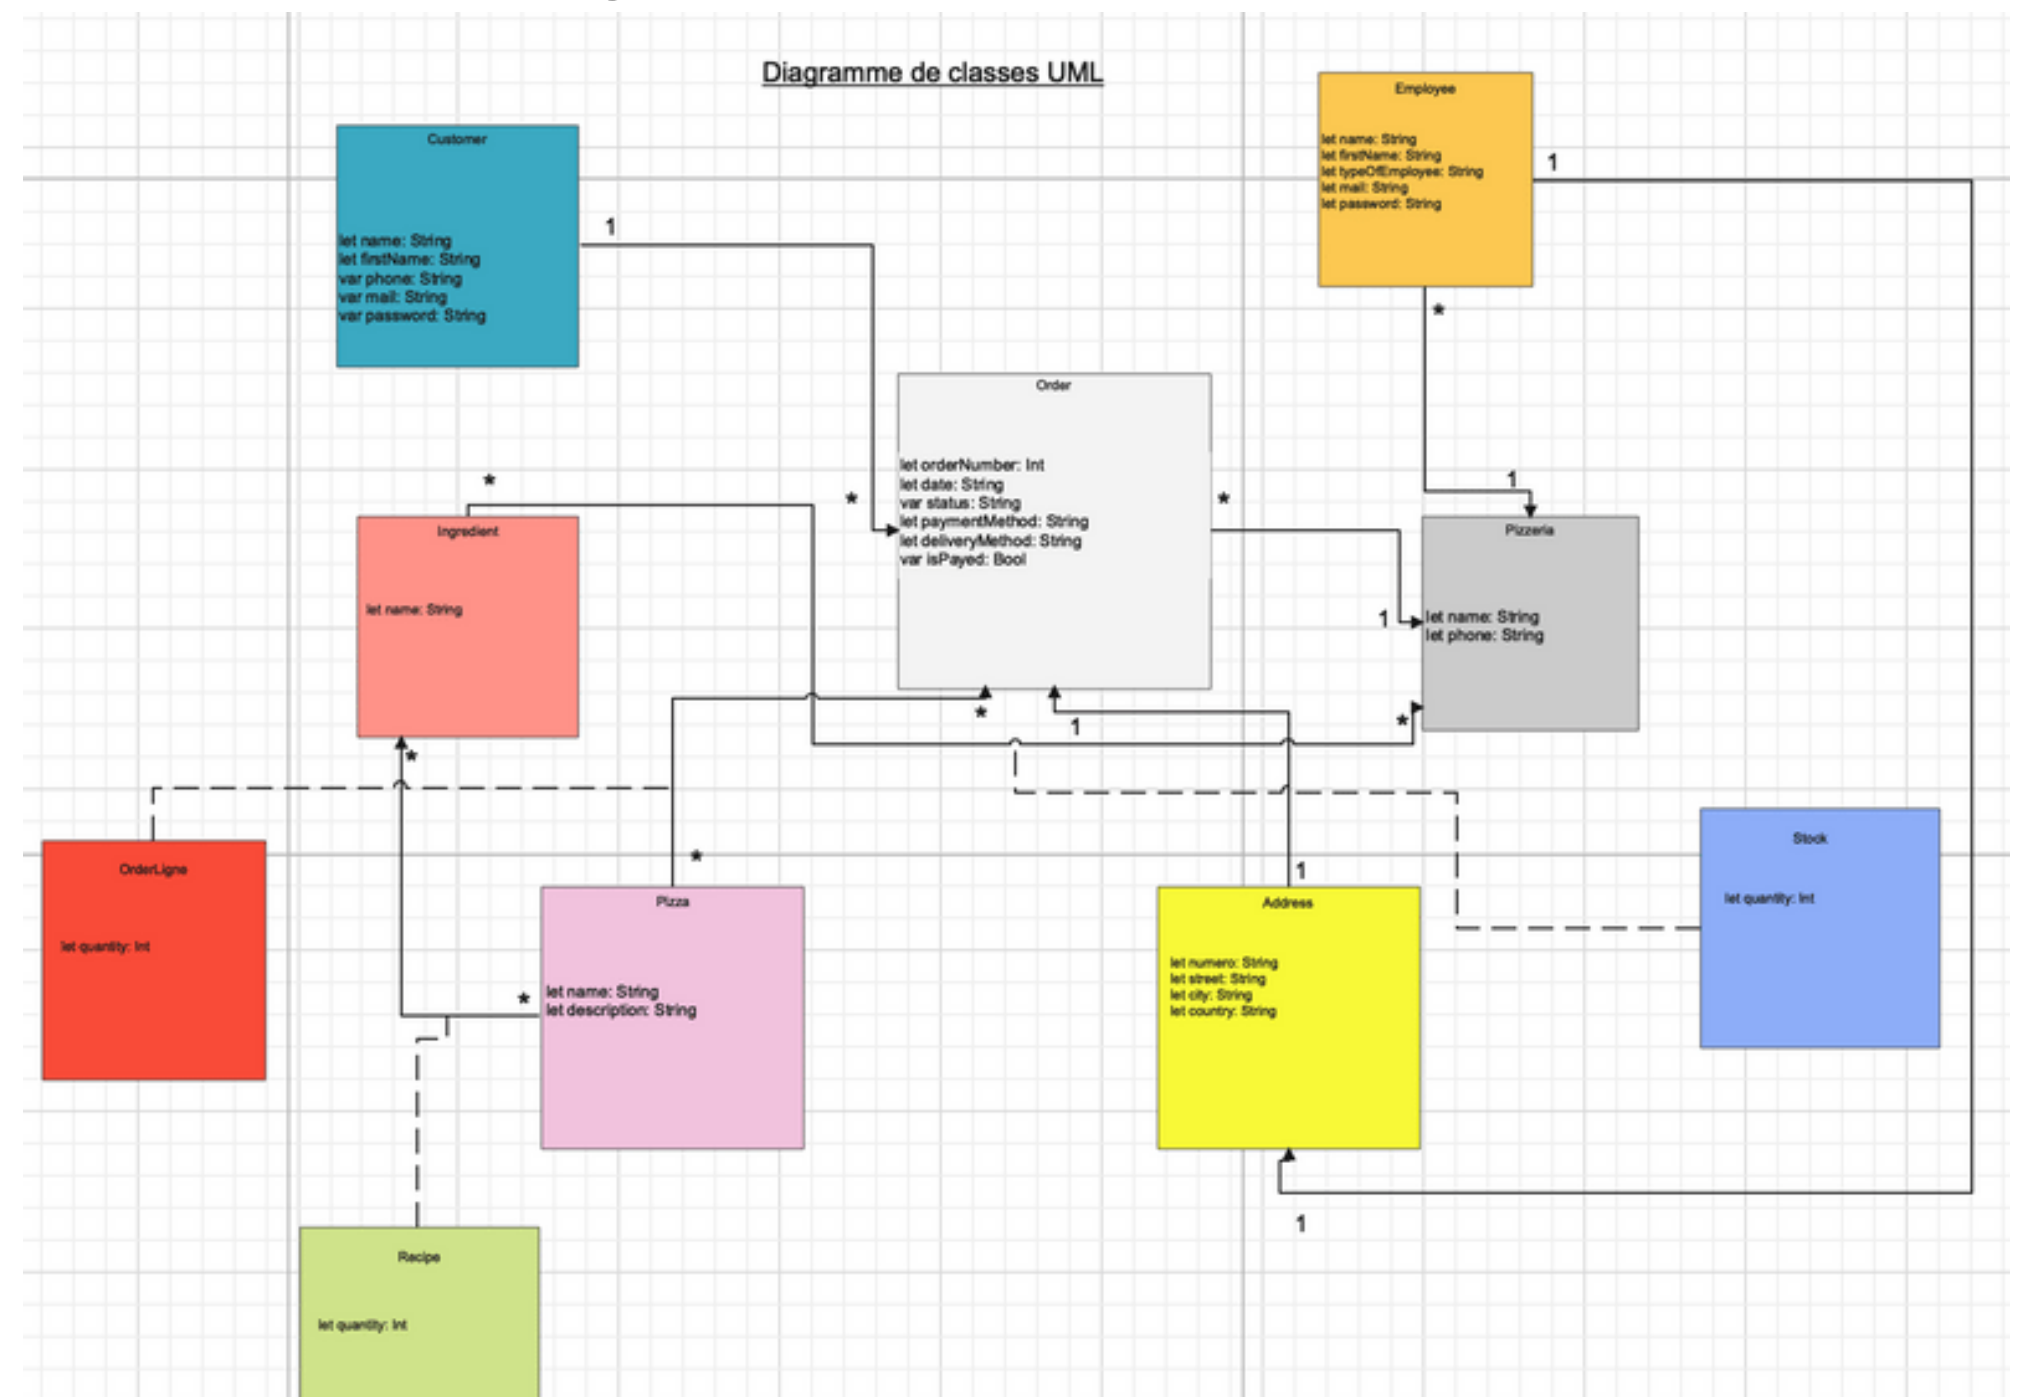 Diagramme de classes UML
Employee
let name: String
let firstName: String
let typeOfEmployee: String
let mail: String
let password: String
1
*
Customer
let name: String
let firstName: String
var phone: String
var mail: String
var password: String
1
*
Order
let orderNumber: Int
let date: String
var status: String
let paymentMethod: String
let deliveryMethod: String
var isPayed: Bool
*
1
1
Pizzeria
let name: String
let phone: String
*
*
Ingredient
let name: String
*
*
1
OrderLigne
let quantity: Int
*
Pizza
let name: String
let description: String
*
1
Address
let numero: String
let street: String
let city: String
let country: String
1
Stock
let quantity: Int
Recipe
let quantity: Int